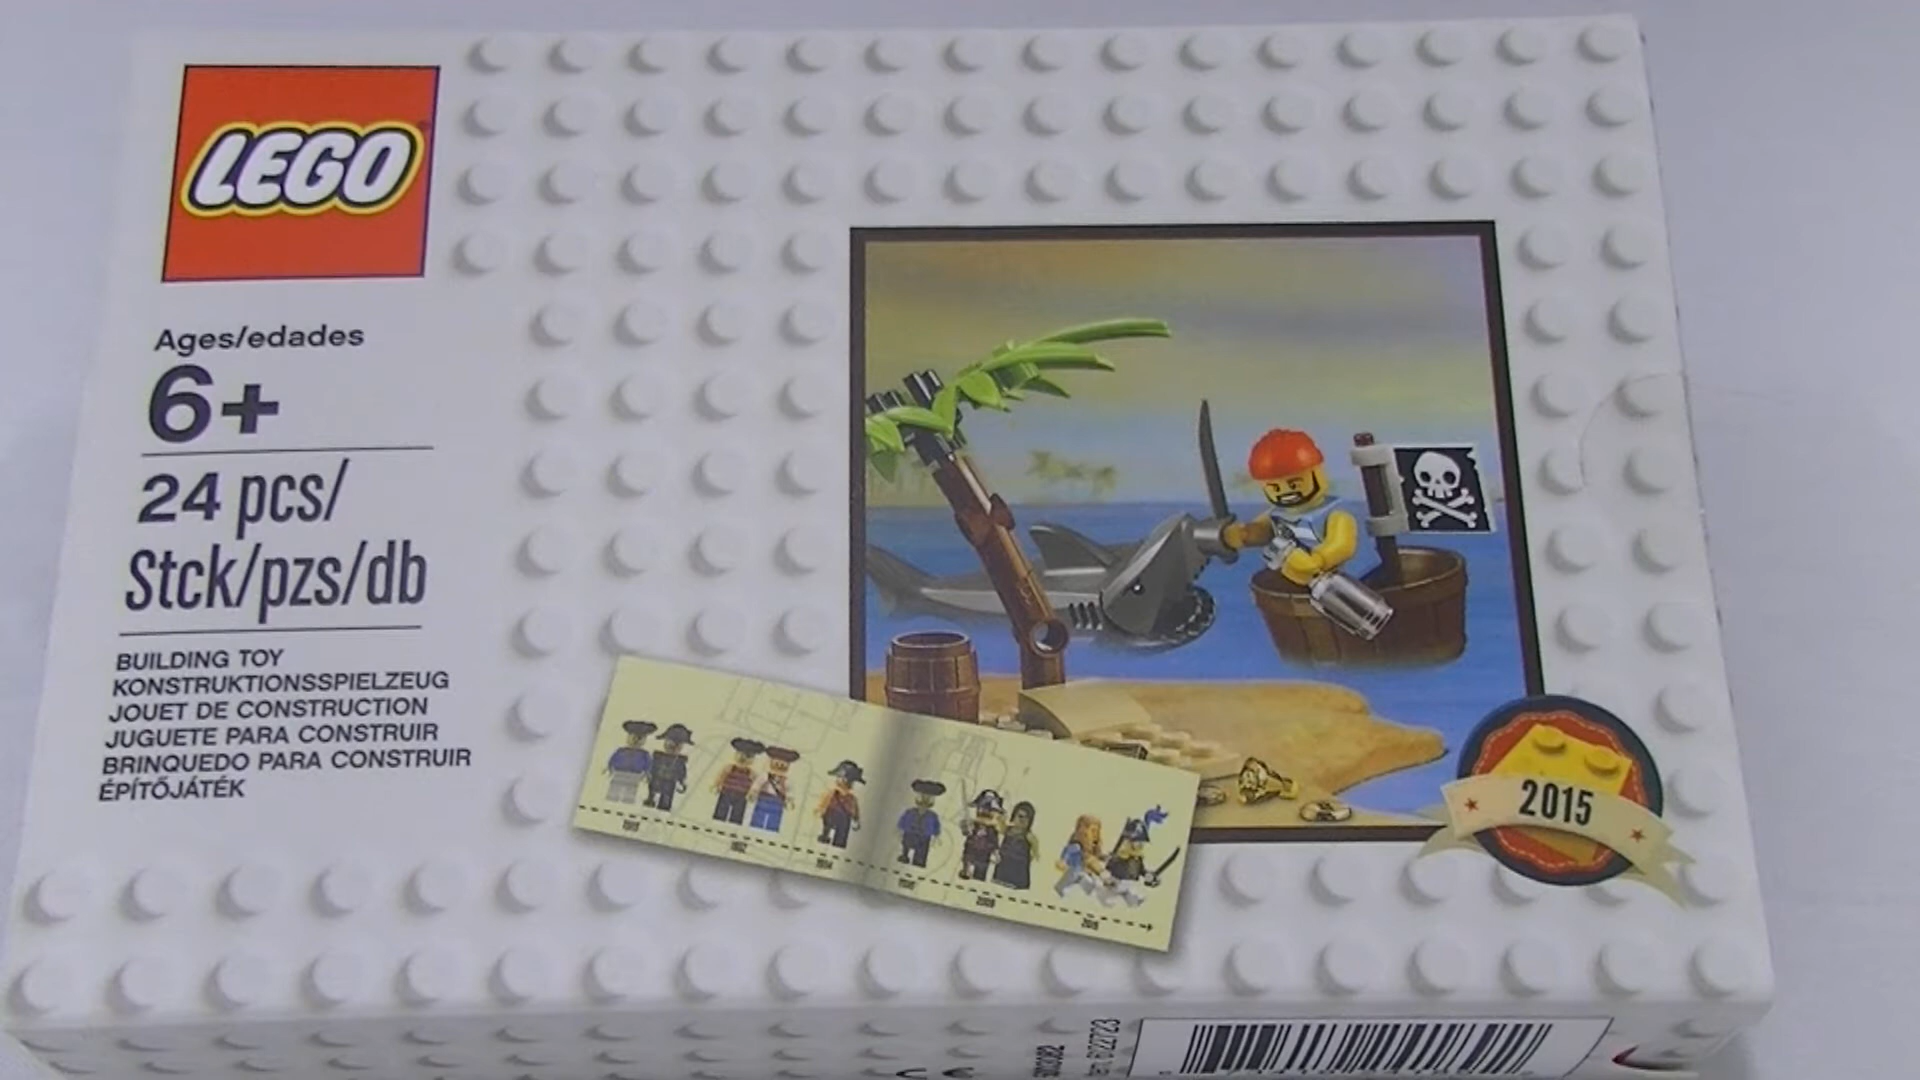 LEGO
Ages/edades
6+
24 pcs/
Stck/pzs/db
BUILDING TOY
KONSTRUKTIONSSPIELZEUG
JOUET DE CONSTRUCTION
JUGUETE PARA CONSTRUIR
BRINQUEDO PARA CONSTRUIR
ÉPÍTŐJÁTÉK
2009
2015